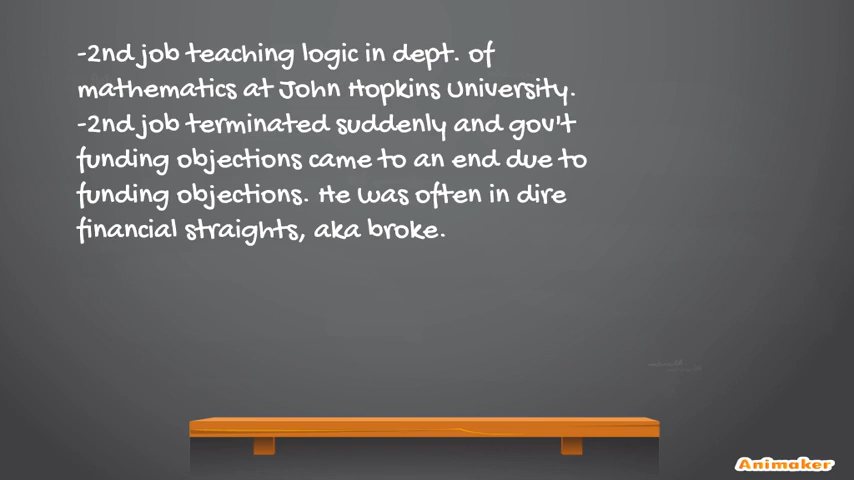 -2nd job teaching logic in dept. of
mathematics at John Hopkins University.
-2nd job terminated suddenly and gov't
funding objections came to an end due to
funding objections. He was often in dire
financial straights, aka broke.
Animaker